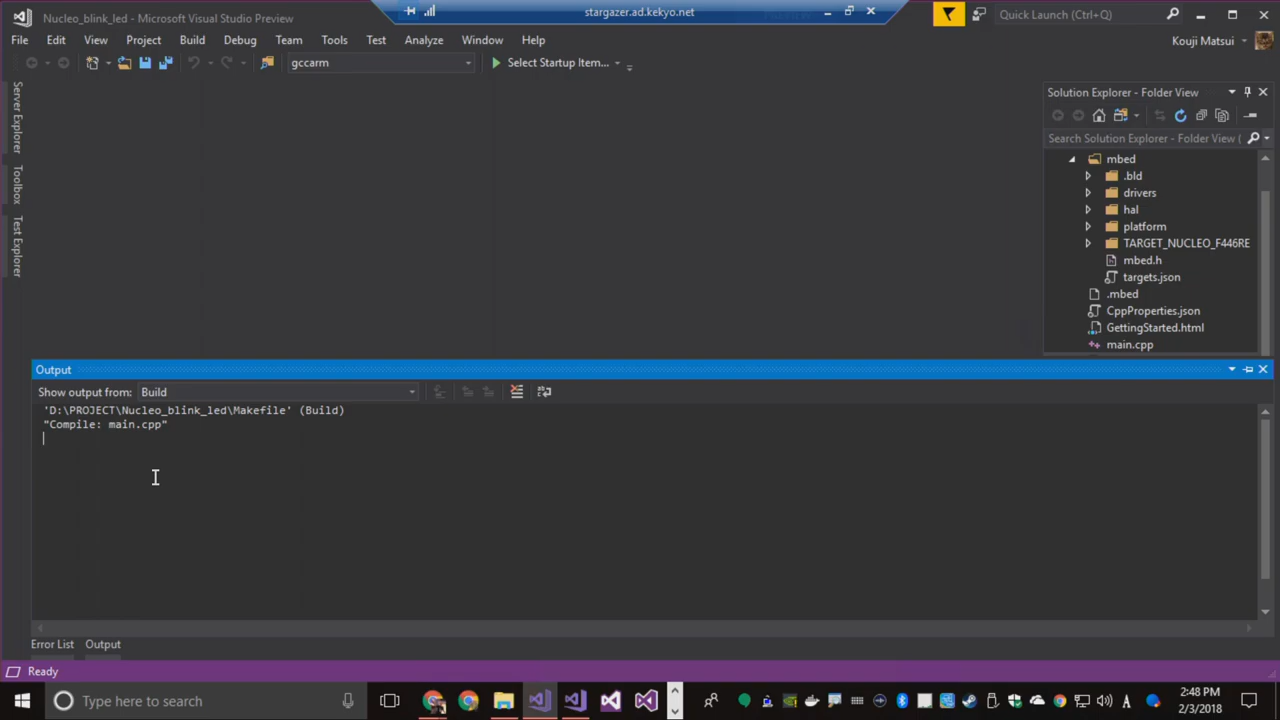 Nucleo_blink_led - Microsoft Visual Studio Preview
stargazer.ad.kekyo.net
Quick Launch (Ctrl+Q)
File Edit View Project Build Debug Team Tools Test Analyze Window Help
Kouji Matsui
gccarm
Select Startup Item...
Server Explorer
Toolbox
Test Explorer
Solution Explorer - Folder View
Search Solution Explorer - Folder View (
mbed
.bld
drivers
hal
platform
TARGET_NUCLEO_F446RE
mbed.h
targets.json
.mbed
CppProperties.json
GettingStarted.html
main.cpp
Output
Show output from: Build
'D:\PROJECT\Nucleo_blink_led\Makefile' (Build)
"Compile: main.cpp"
Error List Output
Ready
Type here to search
A
2:48 PM
2/3/2018